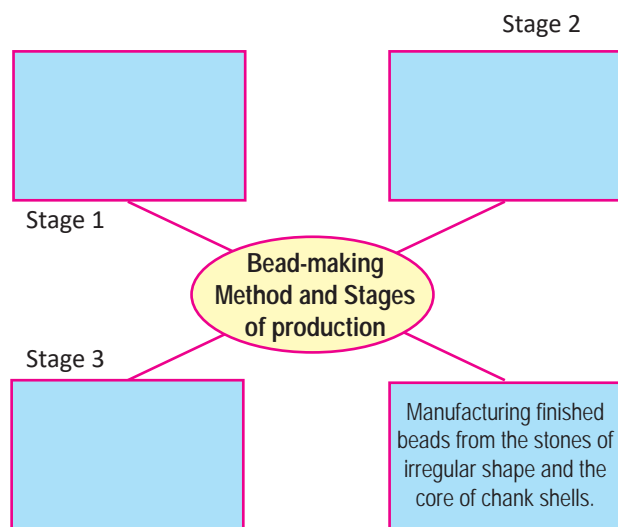 Stage 2
Stage 1
Bead-making
Method and Stages
of production
Stage 3
Manufacturing finished
beads from the stones of
irregular shape and the
core of chank shells.